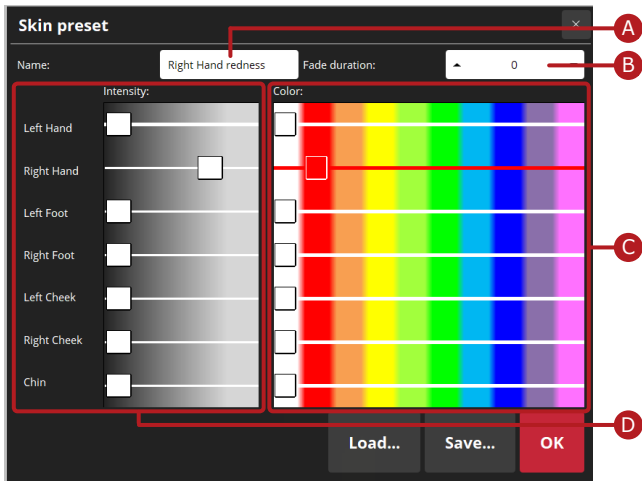 Skin preset
×
A
Name:
Right Hand redness
Fade duration:
0
B
Intensity:
Color:
Left Hand
Right Hand
Left Foot
Right Foot
C
Left Cheek
Right Cheek
Chin
D
Load...
Save...
OK